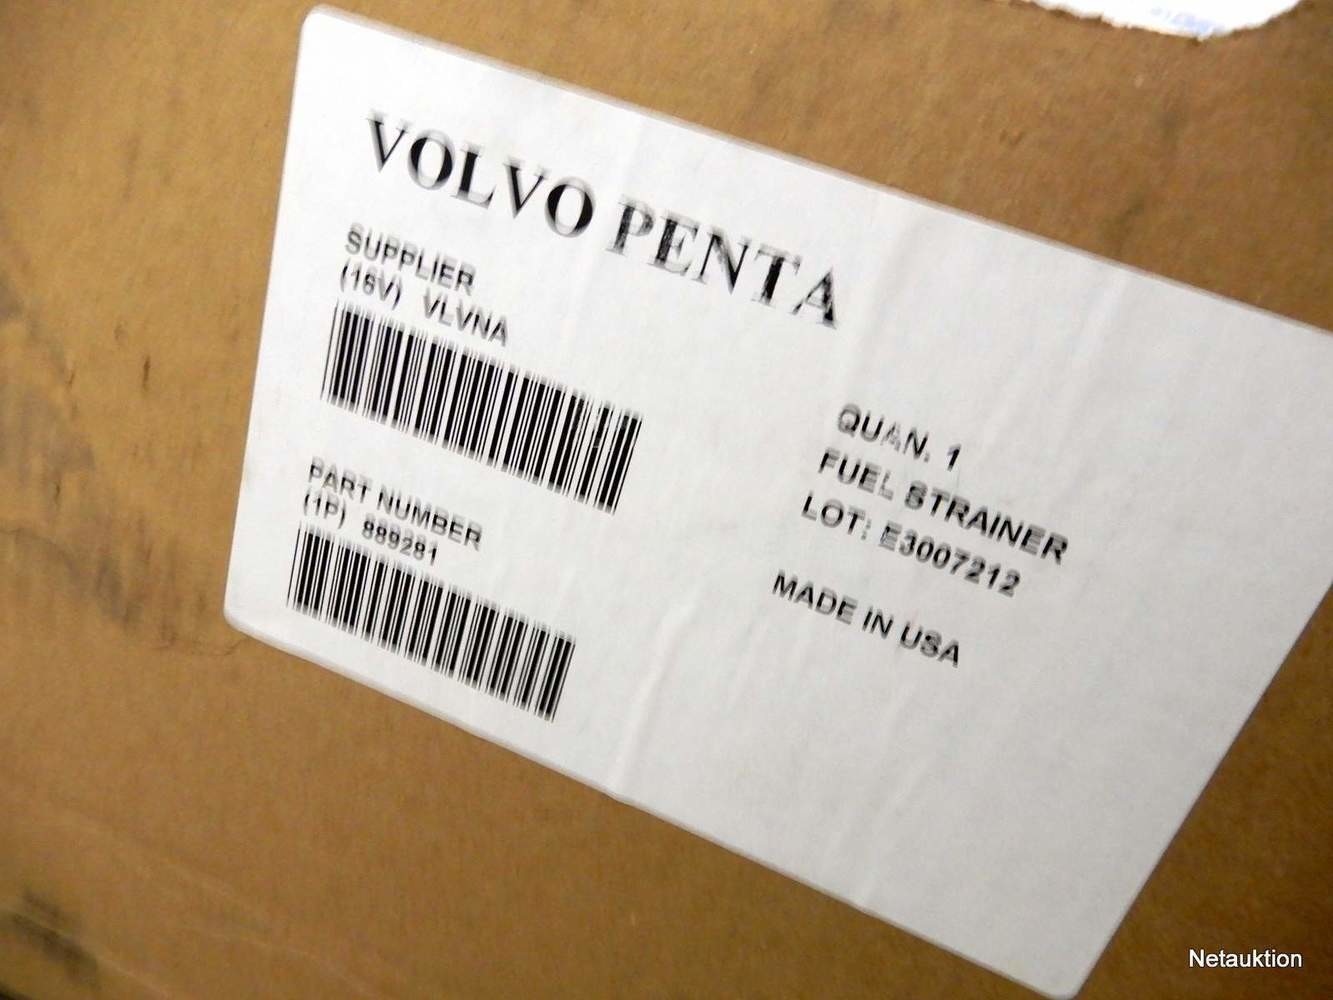 VOLVO PENTA
SUPPLIER
(16V) VLVNA
PART NUMBER
(1P) 889281
QUAN. 1
FUEL STRAINER
LOT: E3007212
MADE IN USA
Netauktion